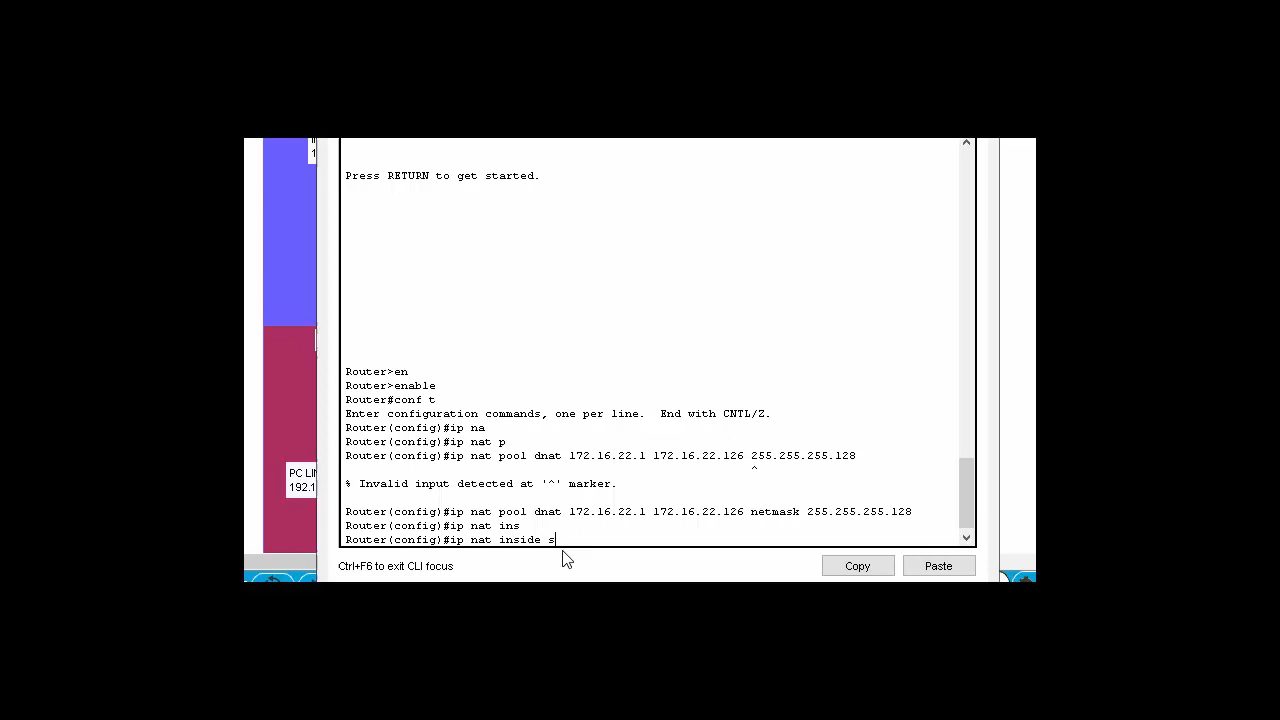 1
Press RETURN to get started.
Router>en
Router>enable
Router#conf t
Enter configuration commands, one per line.  End with CNTL/Z.
Router(config)#ip na
Router(config)#ip nat p
Router(config)#ip nat pool dnat 172.16.22.1 172.16.22.126 255.255.255.128
^
% Invalid input detected at '^' marker.
Router(config)#ip nat pool dnat 172.16.22.1 172.16.22.126 netmask 255.255.255.128
Router(config)#ip nat ins
Router(config)#ip nat inside s
PC LIN
192.1
Ctrl+F6 to exit CLI focus
Copy
Paste